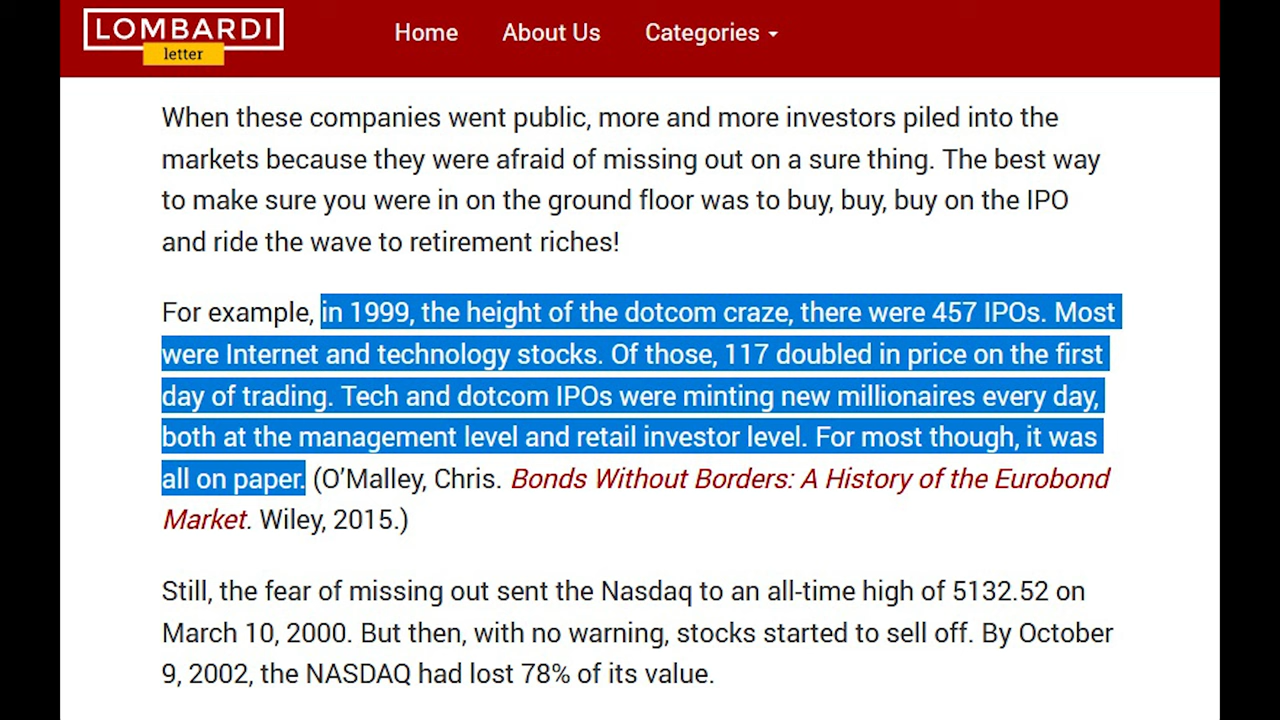 LOMBARDI
letter
Home About Us Categories
When these companies went public, more and more investors piled into the
markets because they were afraid of missing out on a sure thing. The best way
to make sure you were in on the ground floor was to buy, buy, buy on the IPO
and ride the wave to retirement riches!
For example, in 1999, the height of the dotcom craze, there were 457 IPOs. Most
were Internet and technology stocks. Of those, 117 doubled in price on the first
day of trading. Tech and dotcom IPOs were minting new millionaires every day,
both at the management level and retail investor level. For most though, it was
all on paper. (O’Malley, Chris. Bonds Without Borders: A History of the Eurobond
Market. Wiley, 2015.)
Still, the fear of missing out sent the Nasdaq to an all-time high of 5132.52 on
March 10, 2000. But then, with no warning, stocks started to sell off. By October
9, 2002, the NASDAQ had lost 78% of its value.